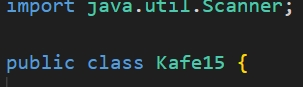 import java.util.Scanner;
public class Kafe15 {